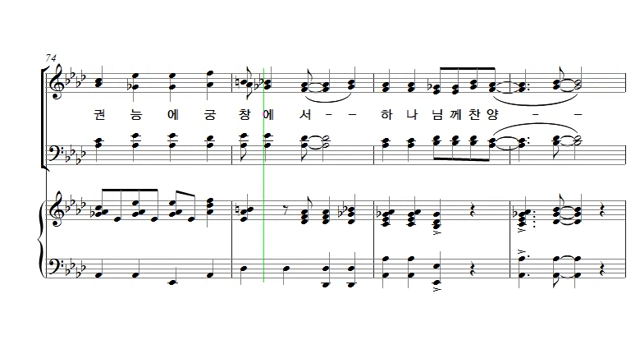 74
권 능 에 궁 창 에 서 - - 하 나 님 께 찬 양 - -